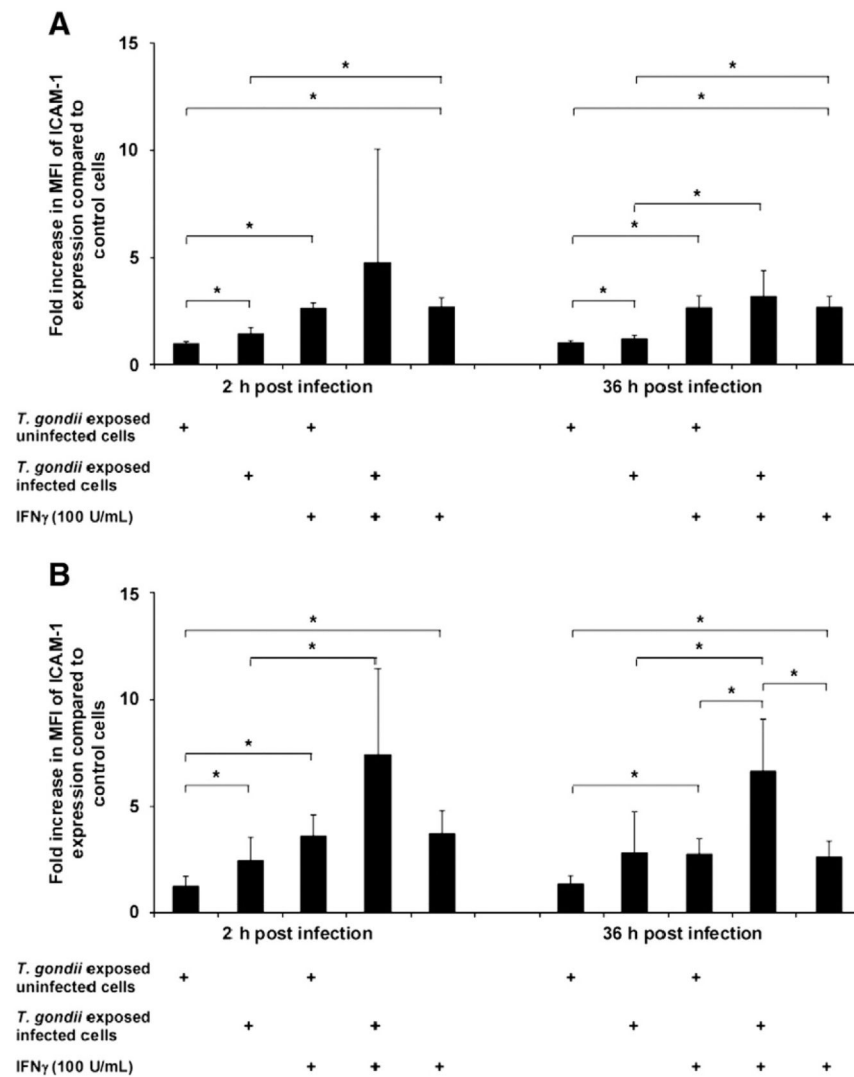 A
Fold increase in MFI of ICAM-1
expression compared to
control cells
15
10
5
0
* * * *
* * * *
*
2 h post infection 36 h post infection
T. gondii exposed
uninfected cells + + + +
T. gondii exposed
infected cells + + + +
IFNγ (100 U/mL) + + + + + +
B
Fold increase in MFI of ICAM-1
expression compared to
control cells
15
10
5
0
* * * *
* * * *
* *
2 h post infection 36 h post infection
T. gondii exposed
uninfected cells + + + +
T. gondii exposed
infected cells + + + +
IFNγ (100 U/mL) + + + + + +